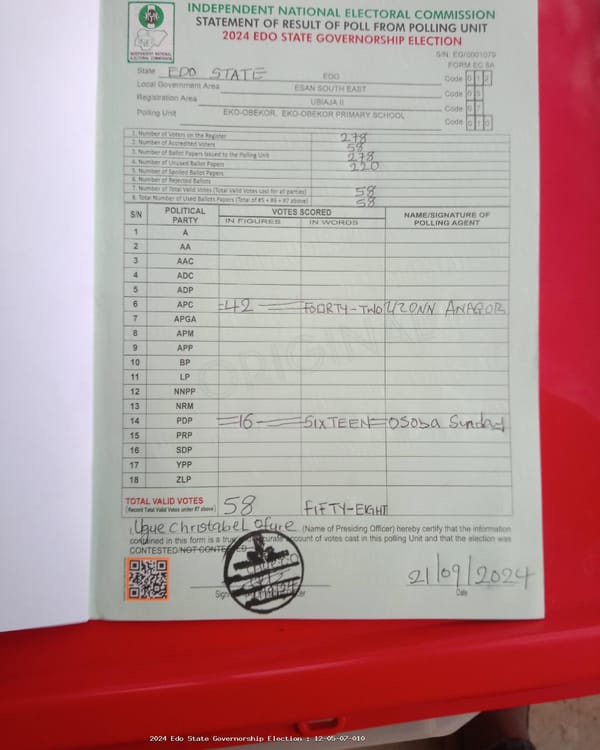 INDEPENDENT NATIONAL ELECTORAL COMMISSION
STATEMENT OF RESULT OF POLL FROM POLLING UNIT
2024 EDO STATE GOVERNORSHIP ELECTION
INDEPENDENT NATIONAL ELECTORAL COMMISSION
S/N: EG/0001079
FORM EC 8A
State EDO STATE EDO Code 0 1 2
Local Government Area ESAN SOUTH EAST Code 0 5
Registration Area UBIAJA II Code 0 7
Polling Unit EKO-OBEKOR, EKO-OBEKOR PRIMARY SCHOOL Code 0 1 0
1. Number of Voters on the Register 278
2. Number of Accredited Voters 58
3. Number of Ballot Papers Issued to the Polling Unit 278
4. Number of Unused Ballot Papers 220
5. Number of Spoiled Ballot Papers
6. Number of Rejected Ballots
7. Number of Total Valid Votes (Total Valid Votes cast for all parties) 58
8. Total Number of Used Ballots Papers (Total of #5 + #6 + #7 above) 58
S/N POLITICAL PARTY VOTES SCORED NAME/SIGNATURE OF POLLING AGENT
IN FIGURES IN WORDS
1 A
2 AA
3 AAC
4 ADC
5 ADP
6 APC =42= FOORTY-TWO UZONN ANAGOR
7 APGA
8 APM
9 APP
10 BP
11 LP
12 NNPP
13 NRM
14 PDP =16= SIXTEEN= OSOBA Sunday
15 PRP
16 SDP
17 YPP
18 ZLP
ORIGINAL
TOTAL VALID VOTES 58 FIFTY-EIGHT
(Record Total Valid Votes under #7 above)
I, Ugue Christabel Ofure (Name of Presiding Officer) hereby certify that the information
contained in this form is a true and accurate account of votes cast in this polling Unit and that the election was
CONTESTED/NOT CONTESTED
21/09/2024
Date
2024 Edo State Governorship Election : 12-05-07-010